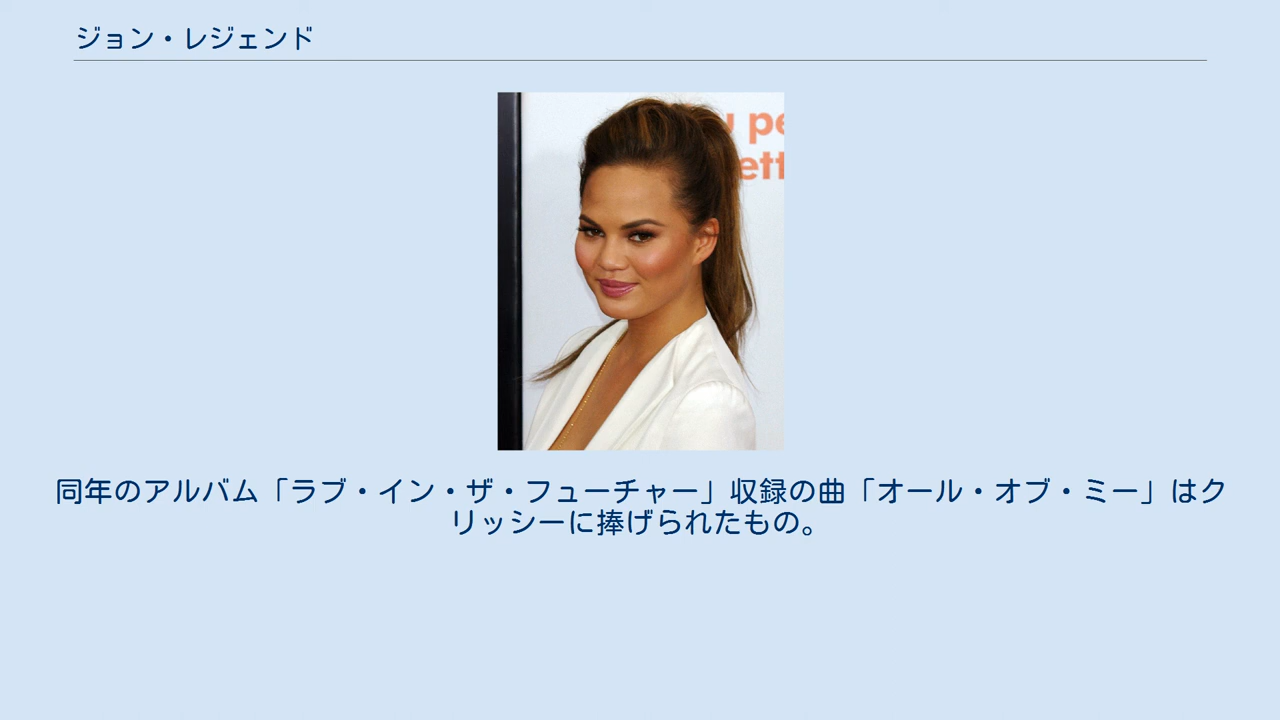 ジョン・レジェンド
u pe
ett
同年のアルバム「ラブ・イン・ザ・フューチャー」収録の曲「オール・オブ・ミー」はク
リッシーに捧げられたもの。